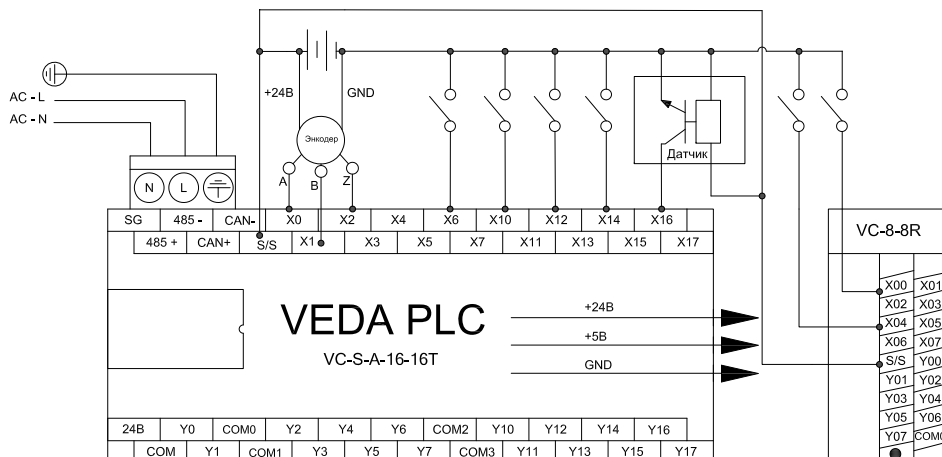 +24В GND
AC - L
AC - N
Энкодер
A B Z
Датчик
N L
SG 485 - CAN- X0 X2 X4 X6 X10 X12 X14 X16
485 + CAN+ S/S X1 X3 X5 X7 X11 X13 X15 X17
VC-8-8R
X00 X01
X02 X03
X04 X05
X06 X07
S/S Y00
Y01 Y02
Y03 Y04
Y05 Y06
Y07 COM0
VEDA PLC
VC-S-A-16-16T
+24В
+5В
GND
24В Y0 COM0 Y2 Y4 Y6 COM2 Y10 Y12 Y14 Y16
COM Y1 COM1 Y3 Y5 Y7 COM3 Y11 Y13 Y15 Y17